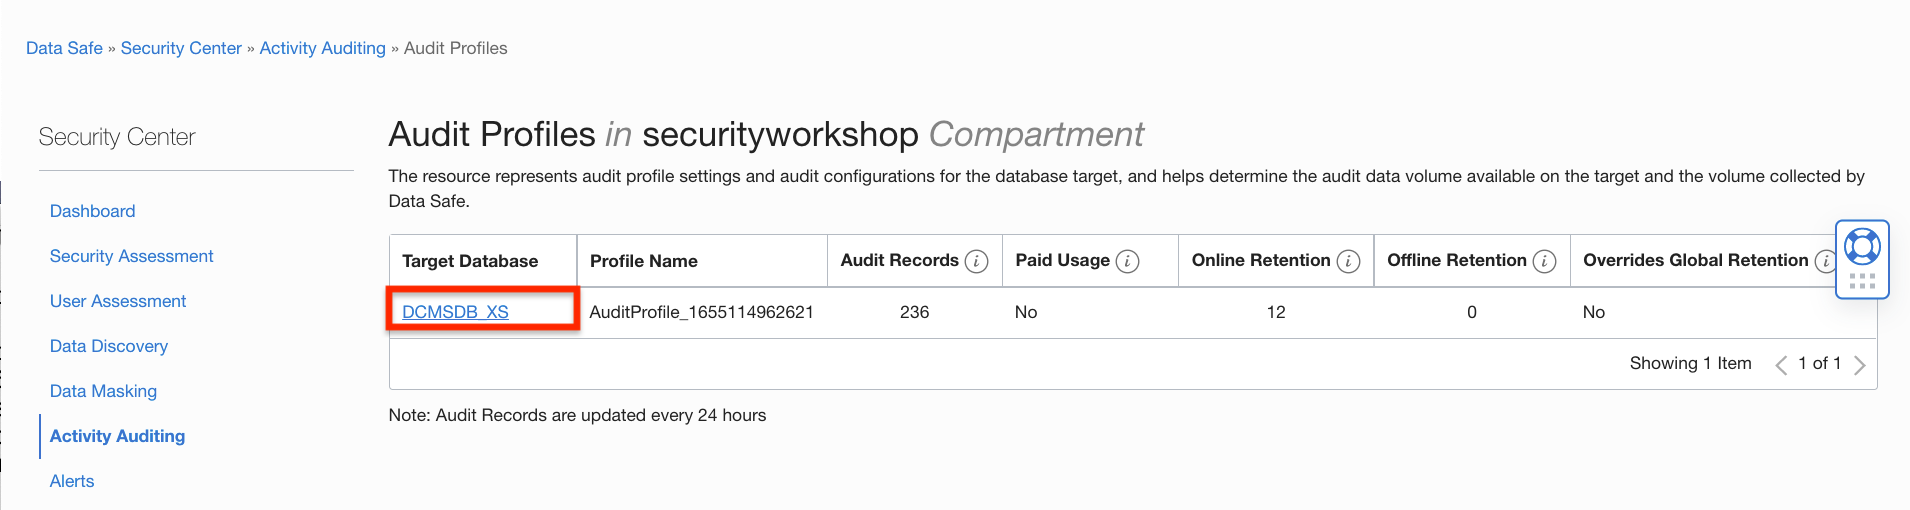 Data Safe » Security Center » Activity Auditing » Audit Profiles
Security Center
Dashboard
Security Assessment
User Assessment
Data Discovery
Data Masking
Activity Auditing
Alerts
Audit Profiles in securityworkshop Compartment
The resource represents audit profile settings and audit configurations for the database target, and helps determine the audit data volume available on the target and the volume collected by
Data Safe.
Target Database Profile Name Audit Records i Paid Usage i Online Retention i Offline Retention i Overrides Global Retention i
DCMSDB_XS AuditProfile_1655114962621 236 No 12 0 No
Showing 1 Item < 1 of 1 >
Note: Audit Records are updated every 24 hours